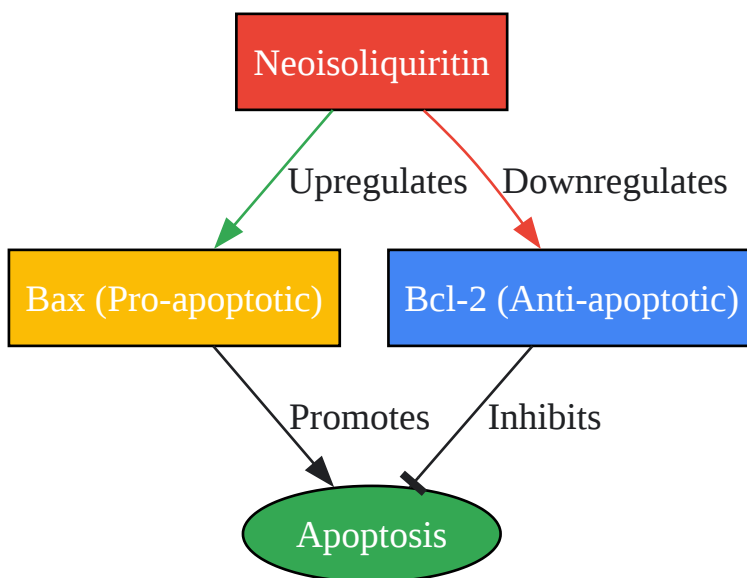 Neoisoliquiritin
Upregulates
Downregulates
Bax (Pro-apoptotic)
Bcl-2 (Anti-apoptotic)
Promotes
Inhibits
Apoptosis